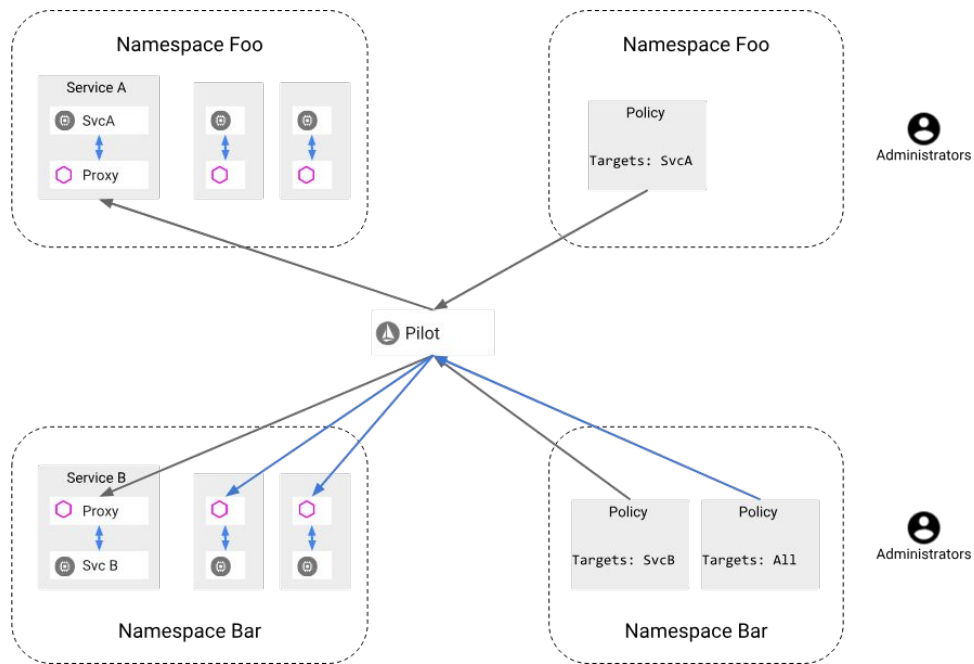 Namespace Foo
Service A
SvcA
Proxy
Namespace Foo
Policy
Targets: SvcA
Administrators
Pilot
Service B
Proxy
Svc B
Namespace Bar
Policy
Targets: SvcB
Policy
Targets: All
Namespace Bar
Administrators